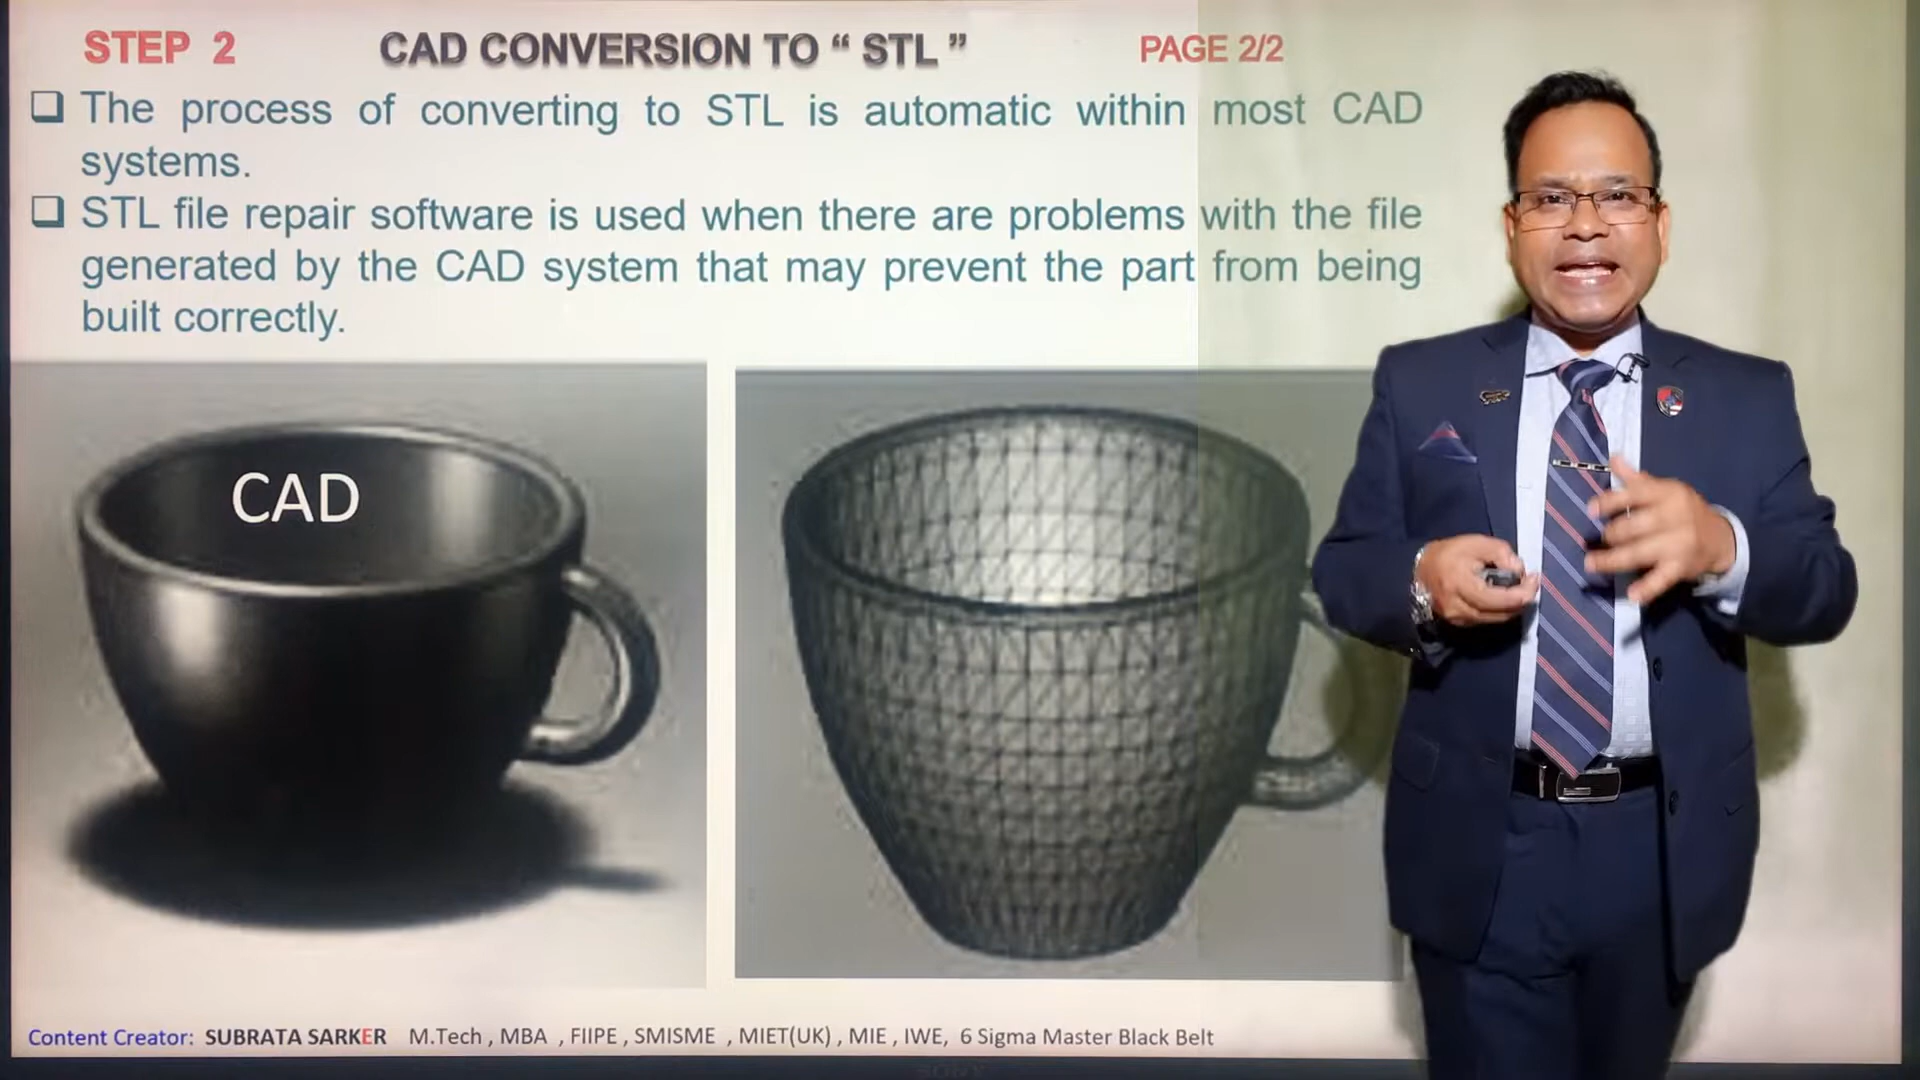 STEP 2 CAD CONVERSION TO “ STL ” PAGE 2/2
❑ The process of converting to STL is automatic within most CAD
systems.
❑ STL file repair software is used when there are problems with the file
generated by the CAD system that may prevent the part from being
built correctly.
CAD
Content Creator: SUBRATA SARKER M.Tech , MBA , FIIPE , SMISME , MIET(UK) , MIE , IWE, 6 Sigma Master Black Belt
SONY